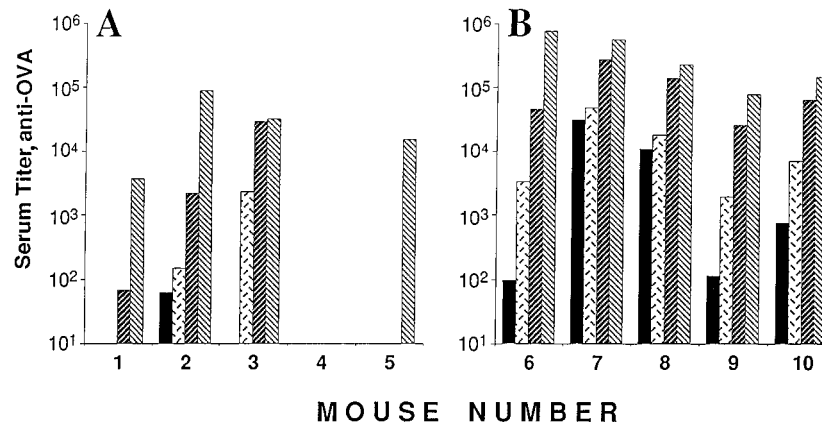 A
B
Serum Titer, anti-OVA
10⁶
10⁵
10⁴
10³
10²
10¹
10⁶
10⁵
10⁴
10³
10²
10¹
1 2 3 4 5
6 7 8 9 10
MOUSE NUMBER